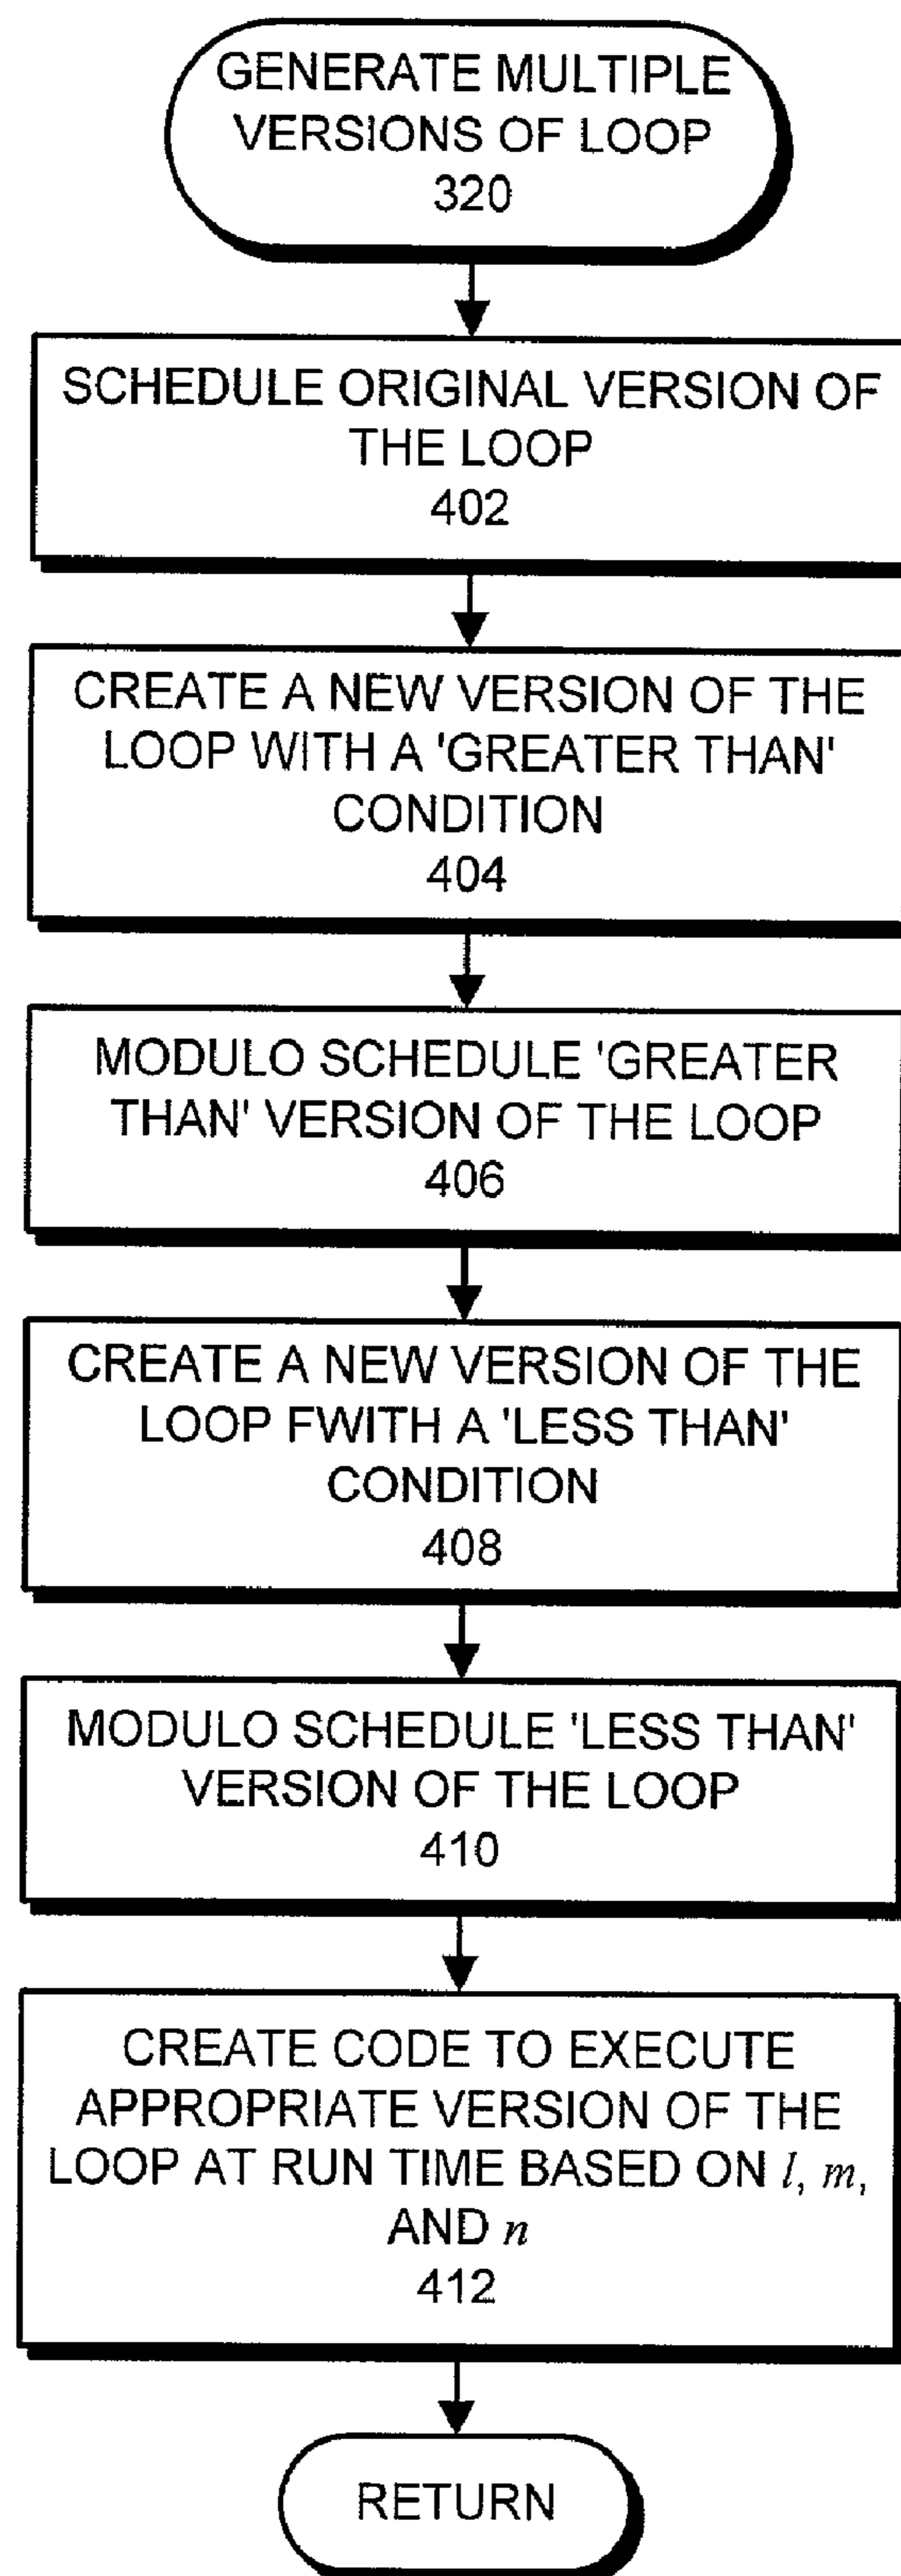 GENERATE MULTIPLE
VERSIONS OF LOOP
320
SCHEDULE ORIGINAL VERSION OF
THE LOOP
402
CREATE A NEW VERSION OF THE
LOOP WITH A 'GREATER THAN'
CONDITION
404
MODULO SCHEDULE 'GREATER
THAN' VERSION OF THE LOOP
406
CREATE A NEW VERSION OF THE
LOOP FWITH A 'LESS THAN'
CONDITION
408
MODULO SCHEDULE 'LESS THAN'
VERSION OF THE LOOP
410
CREATE CODE TO EXECUTE
APPROPRIATE VERSION OF THE
LOOP AT RUN TIME BASED ON l, m,
AND n
412
RETURN